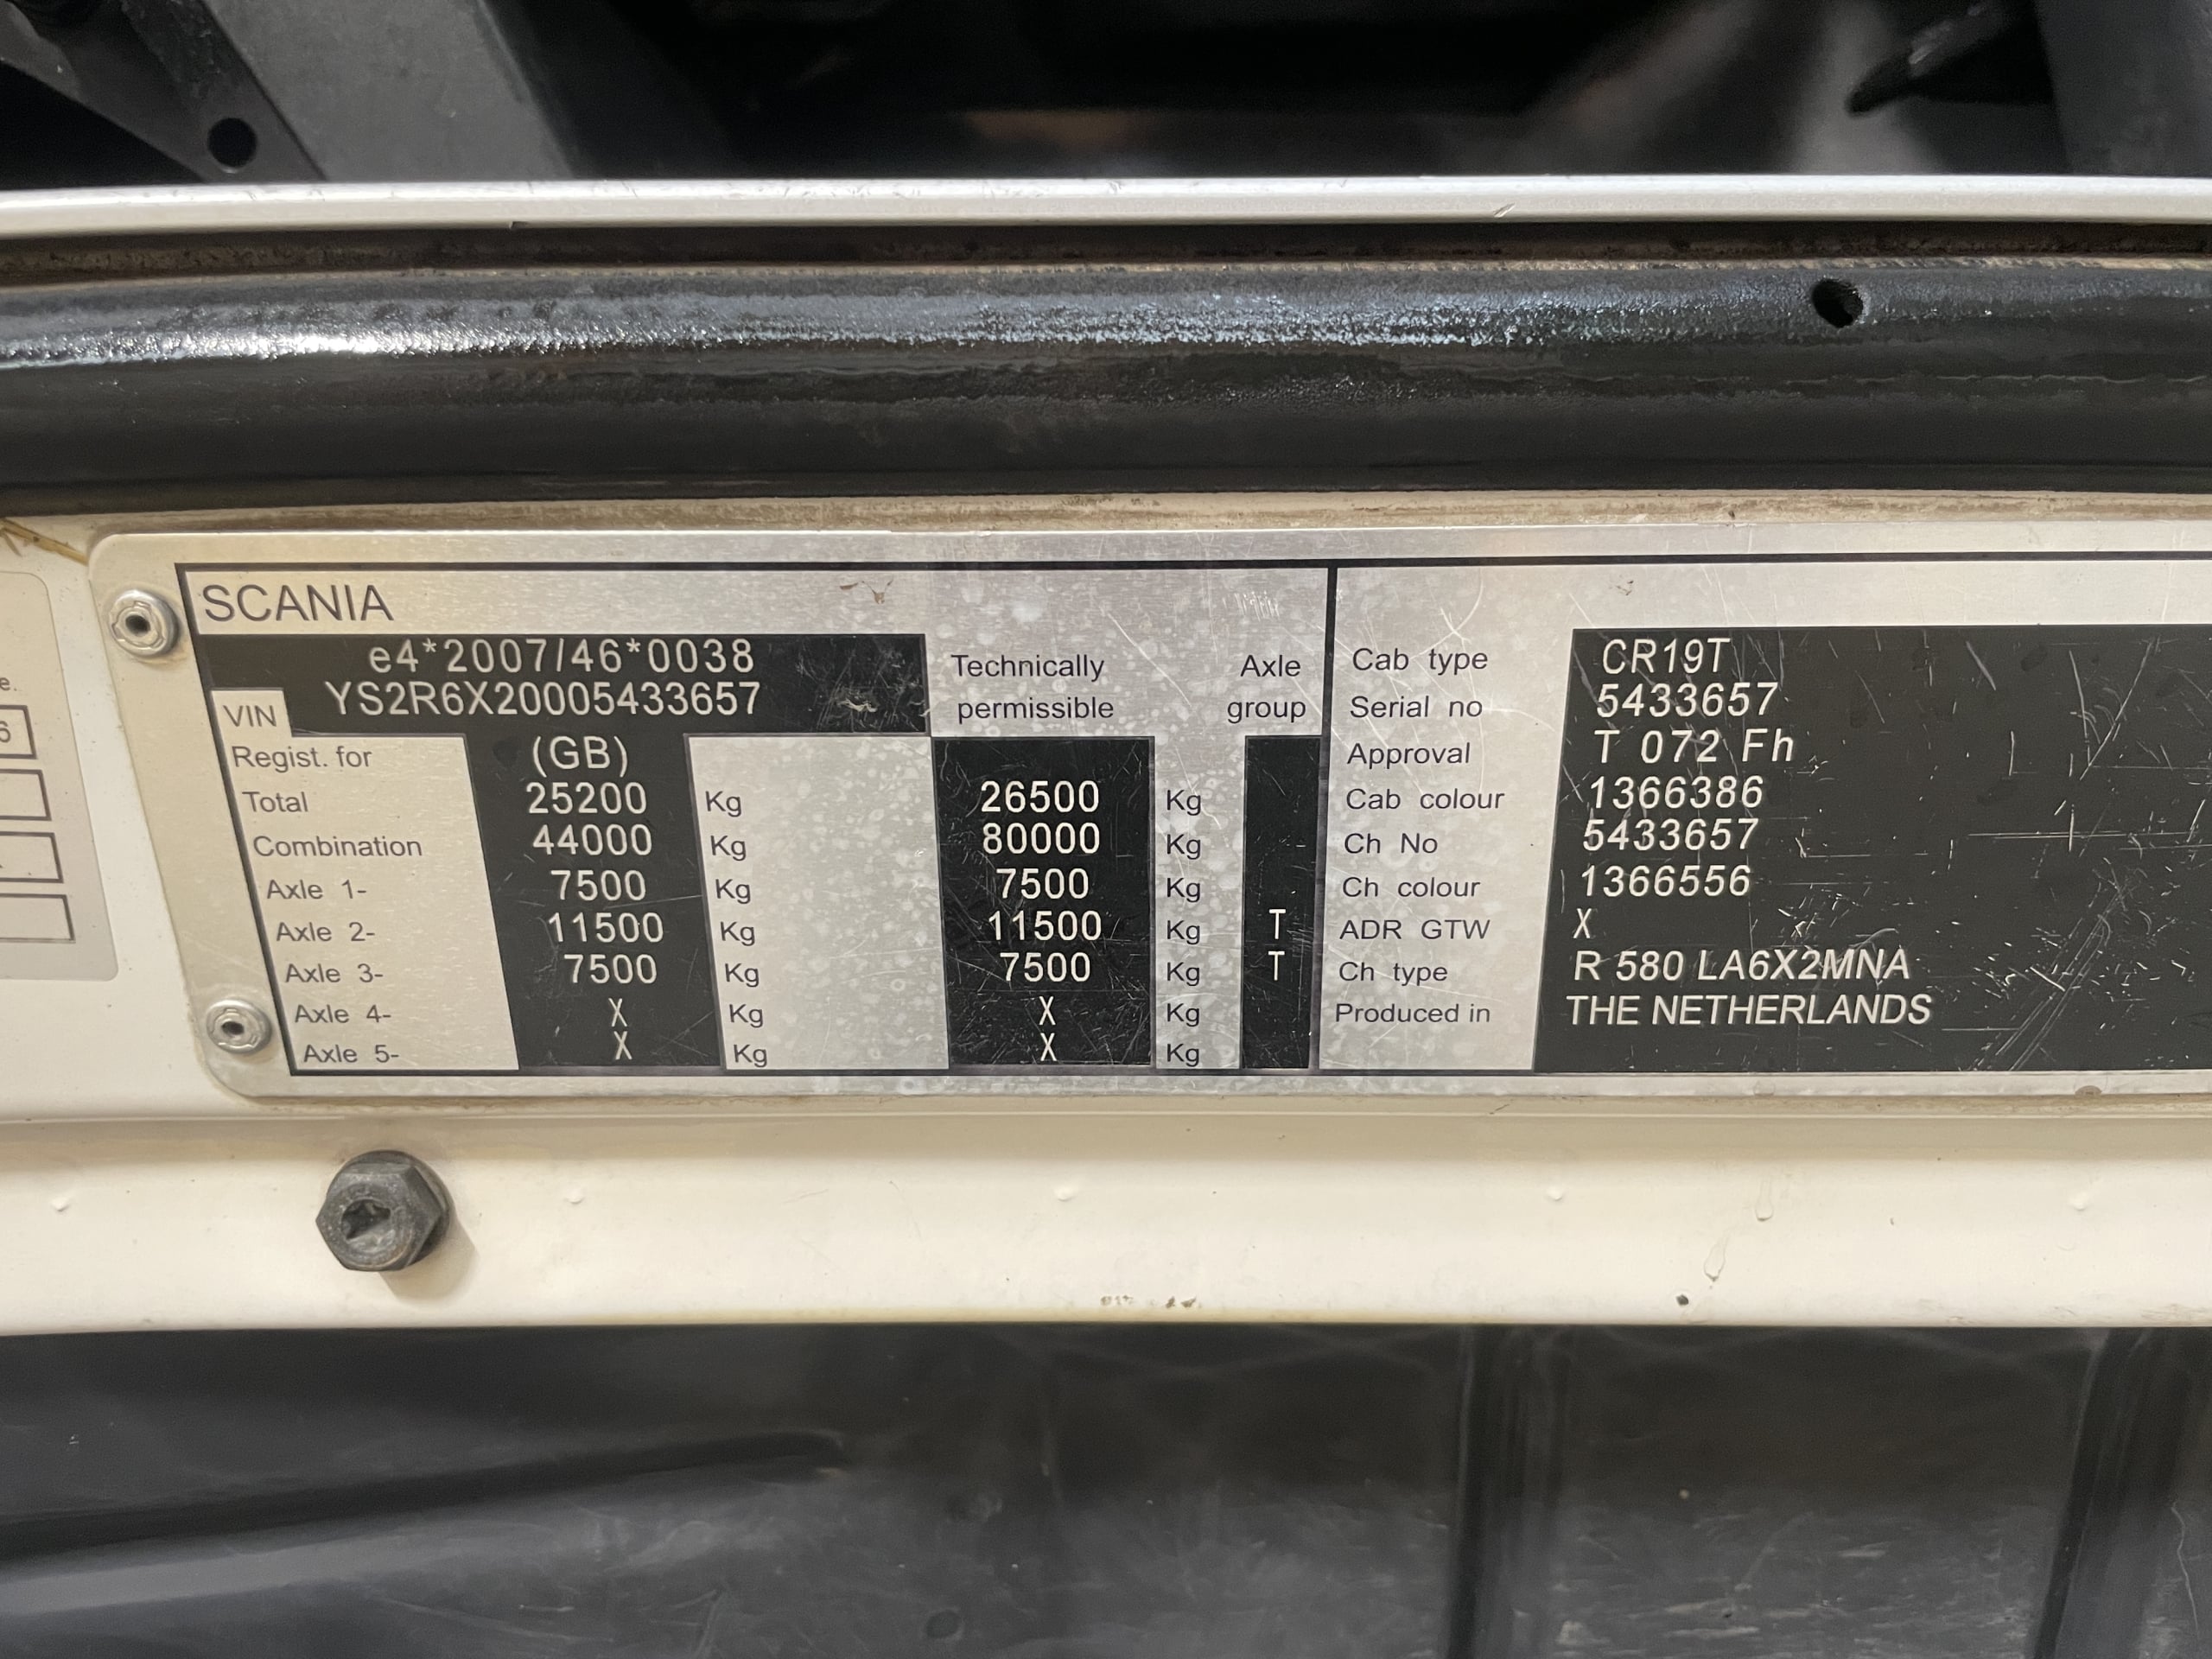 SCANIA
e4*2007/46*0038
VIN YS2R6X20005433657
Technically permissible
Axle group
Regist. for (GB)
Total 25200 Kg 26500 Kg
Combination 44000 Kg 80000 Kg
Axle 1- 7500 Kg 7500 Kg
Axle 2- 11500 Kg 11500 Kg T
Axle 3- 7500 Kg 7500 Kg T
Axle 4- X Kg X Kg
Axle 5- X Kg X Kg
Cab type CR19T
Serial no 5433657
Approval T 072 Fh
Cab colour 1366386
Ch No 5433657
Ch colour 1366556
ADR GTW X
Ch type R 580 LA6X2MNA
Produced in THE NETHERLANDS